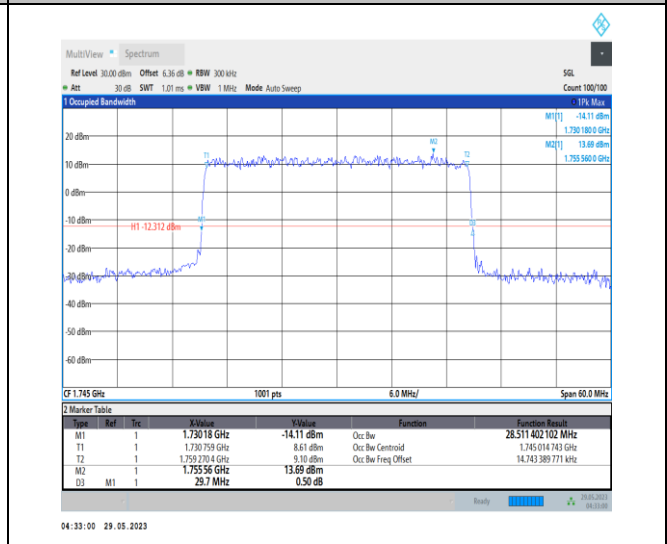 MultiView Spectrum
Ref Level 30.00 dBm Offset 6.36 dB RBW 300 kHz SGL
Att 30 dB SWT 1.01 ms VBW 1 MHz Mode Auto Sweep Count 100/100
1 Occupied Bandwidth 1Pk Max
M1[1] -14.11 dBm
1.730 180 0 GHz
M2[1] 13.69 dBm
1.755 560 0 GHz
20 dBm
M2
T1 T2
10 dBm
0 dBm
-10 dBm
M1 D3
H1 -12.312 dBm
-20 dBm
-30 dBm
-40 dBm
-50 dBm
-60 dBm
CF 1.745 GHz 1001 pts 6.0 MHz/ Span 60.0 MHz
2 Marker Table
Type Ref Trc X-Value Y-Value Function Function Result
M1 1 1.73018 GHz -14.11 dBm Occ Bw 28.511 402 102 MHz
T1 1 1.730 759 GHz 8.61 dBm Occ Bw Centroid 1.745 014 743 GHz
T2 1 1.759 270 4 GHz 9.10 dBm Occ Bw Freq Offset 14.743 389 771 kHz
M2 1 1.755 56 GHz 13.69 dBm
D3 M1 1 29.7 MHz 0.50 dB
Ready 29.05.2023
04:33:00
04:33:00 29.05.2023